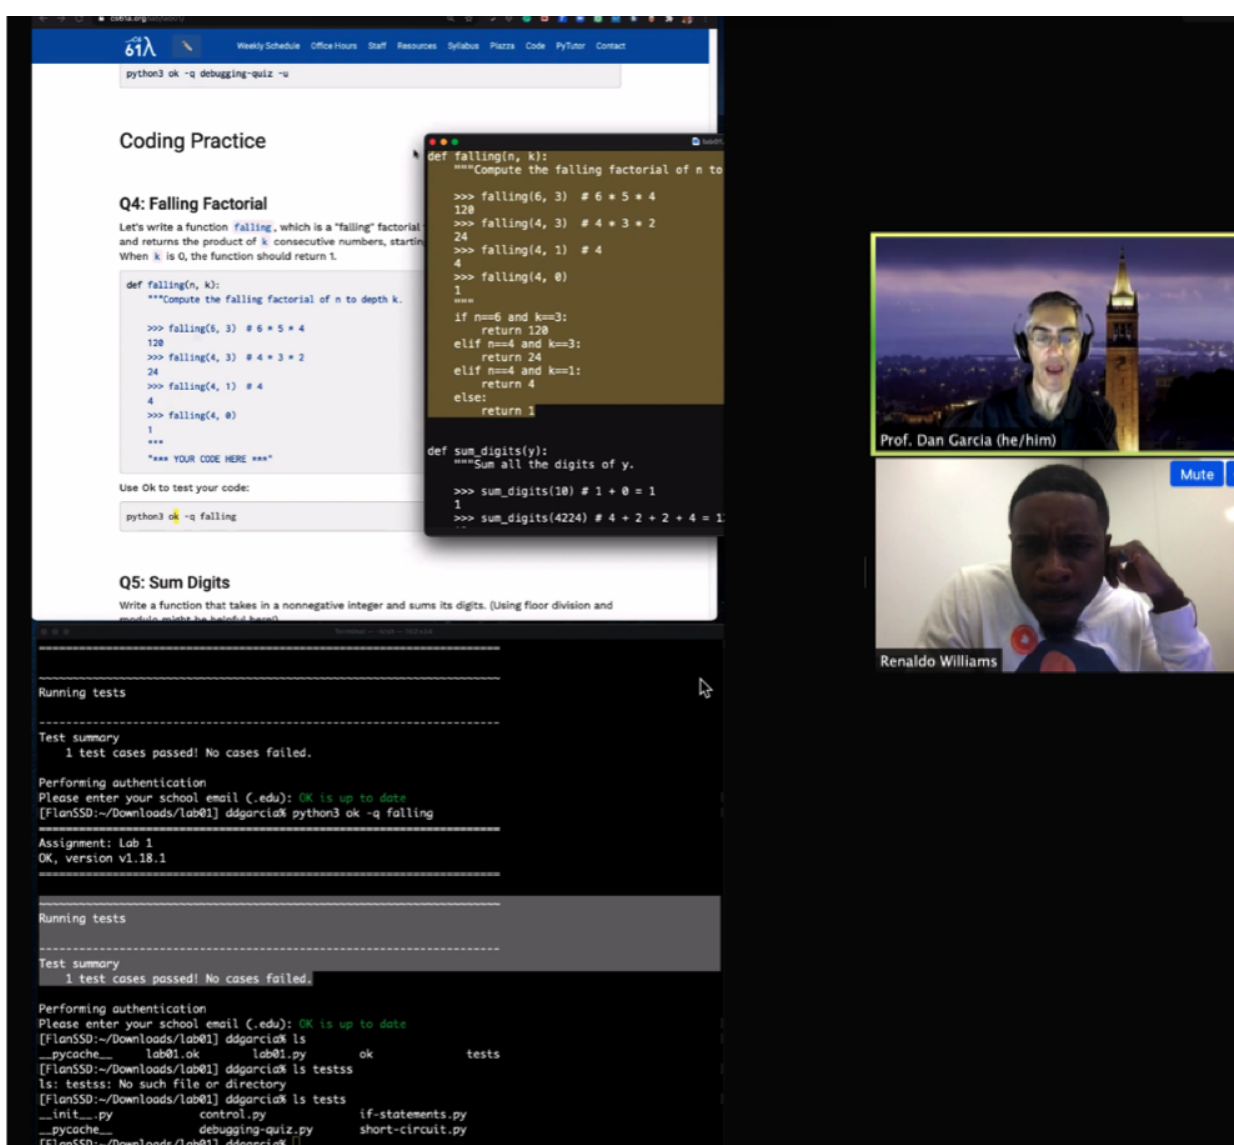 cs61a.org/lab/lab01/
61λ
Weekly Schedule Office Hours Staff Resources Syllabus Piazza Code PyTutor Contact
python3 ok -q debugging-quiz -u
Coding Practice
Q4: Falling Factorial
Let's write a function falling, which is a "falling" factorial
and returns the product of k consecutive numbers, starting
When k is 0, the function should return 1.
def falling(n, k):
"""Compute the falling factorial of n to depth k.
>>> falling(6, 3) # 6 * 5 * 4
120
>>> falling(4, 3) # 4 * 3 * 2
24
>>> falling(4, 1) # 4
4
>>> falling(4, 0)
1
"""
"*** YOUR CODE HERE ***"
Use Ok to test your code:
python3 ok -q falling
Q5: Sum Digits
Write a function that takes in a nonnegative integer and sums its digits. (Using floor division and
modulo might be helpful here!)
def falling(n, k):
"""Compute the falling factorial of n to
>>> falling(6, 3) # 6 * 5 * 4
120
>>> falling(4, 3) # 4 * 3 * 2
24
>>> falling(4, 1) # 4
4
>>> falling(4, 0)
1
"""
if n==6 and k==3:
return 120
elif n==4 and k==3:
return 24
elif n==4 and k==1:
return 4
else:
return 1
def sum_digits(y):
"""Sum all the digits of y.
>>> sum_digits(10) # 1 + 0 = 1
1
>>> sum_digits(4224) # 4 + 2 + 2 + 4 = 1
Prof. Dan Garcia (he/him)
Mute
Renaldo Williams
Running tests
Test summary
1 test cases passed! No cases failed.
Performing authentication
Please enter your school email (.edu): OK is up to date
[FlanSSD:~/Downloads/lab01] ddgarcia% python3 ok -q falling
Assignment: Lab 1
OK, version v1.18.1
Running tests
Test summary
1 test cases passed! No cases failed.
Performing authentication
Please enter your school email (.edu): OK is up to date
[FlanSSD:~/Downloads/lab01] ddgarcia% ls
__pycache__ lab01.ok lab01.py ok tests
[FlanSSD:~/Downloads/lab01] ddgarcia% ls testss
ls: testss: No such file or directory
[FlanSSD:~/Downloads/lab01] ddgarcia% ls tests
__init__.py control.py if-statements.py
__pycache__ debugging-quiz.py short-circuit.py
[FlanSSD:~/Downloads/lab01] ddgarcia%